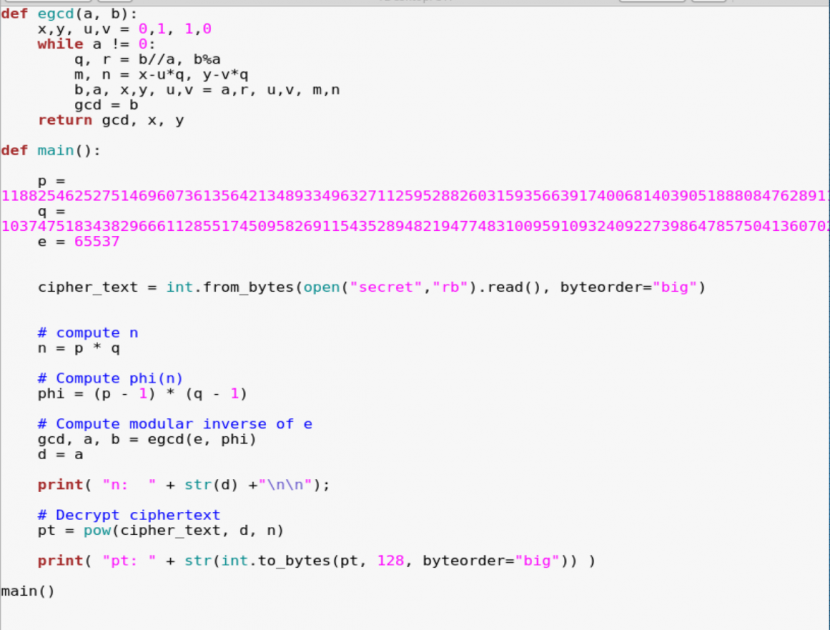 def egcd(a, b):
    x,y, u,v = 0,1, 1,0
    while a != 0:
        q, r = b//a, b%a
        m, n = x-u*q, y-v*q
        b,a, x,y, u,v = a,r, u,v, m,n
        gcd = b
    return gcd, x, y

def main():

    p =
1188254625275146960736135642134893349632711259528826031593566391740068140390518880847628911
    q =
103747518343829666112855174509582691154352894821947748310095910932409227398647857504136070
    e = 65537

    cipher_text = int.from_bytes(open("secret","rb").read(), byteorder="big")

    # compute n
    n = p * q

    # Compute phi(n)
    phi = (p - 1) * (q - 1)

    # Compute modular inverse of e
    gcd, a, b = egcd(e, phi)
    d = a

    print( "n:  " + str(d) +"\n\n");

    # Decrypt ciphertext
    pt = pow(cipher_text, d, n)

    print( "pt: " + str(int.to_bytes(pt, 128, byteorder="big")) )

main()